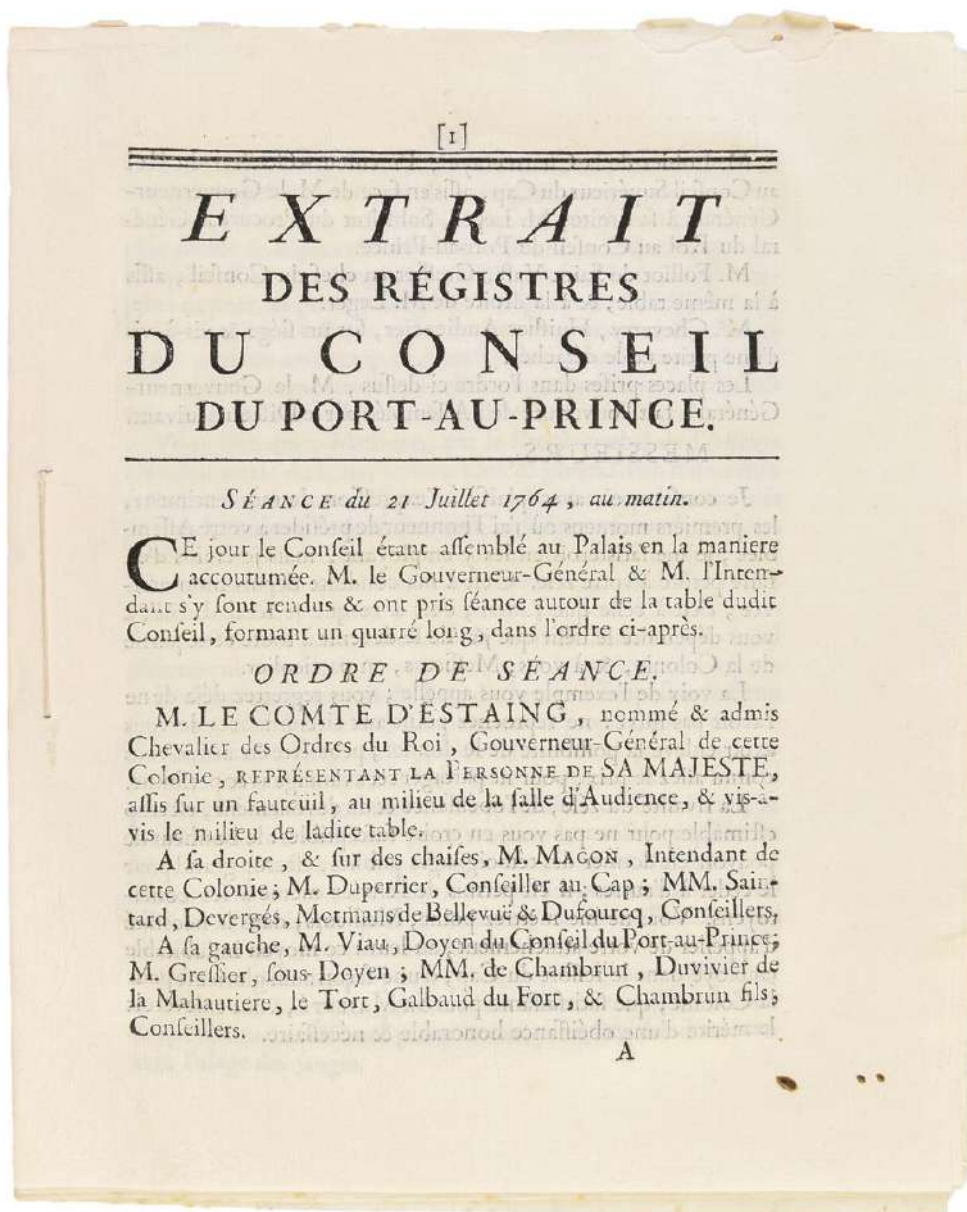 [1]
EXTRAIT
DES RÉGISTRES
DU CONSEIL
DU PORT-AU-PRINCE.
SÉANCE du 21 Juillet 1764, au matin.
CE jour le Conſeil étant aſſemblé au Palais en la maniere
accoutumée. M. le Gouverneur-Général & M. l'Inten-
dant s'y ſont rendus & ont pris ſéance autour de la table dudit
Conſeil, formant un quarré long, dans l'ordre ci-après.
ORDRE DE SÉANCE.
M. LE COMTE D'ESTAING, nommé & admis
Chevalier des Ordres du Roi, Gouverneur-Général de cette
Colonie, REPRÉSENTANT LA PERSONNE DE SA MAJESTE,
aſſis ſur un fauteuil, au milieu de la ſalle d'Audience, & vis-à-
vis le milieu de ladite table.
A ſa droite, & ſur des chaiſes, M. MAGON, Intendant de
cette Colonie; M. Duperrier, Conſeiller au Cap; MM. Sain-
tard, Devergés, Motmans de Bellevuë & Dufourcq, Conſeillers.
A ſa gauche, M. Viau, Doyen du Conſeil du Port-au-Prince;
M. Greſſier, ſous-Doyen; MM. de Chambrun, Duvivier de
la Mahautiere, le Tort, Galbaud du Fort, & Chambrun fils,
Conſeillers.
A